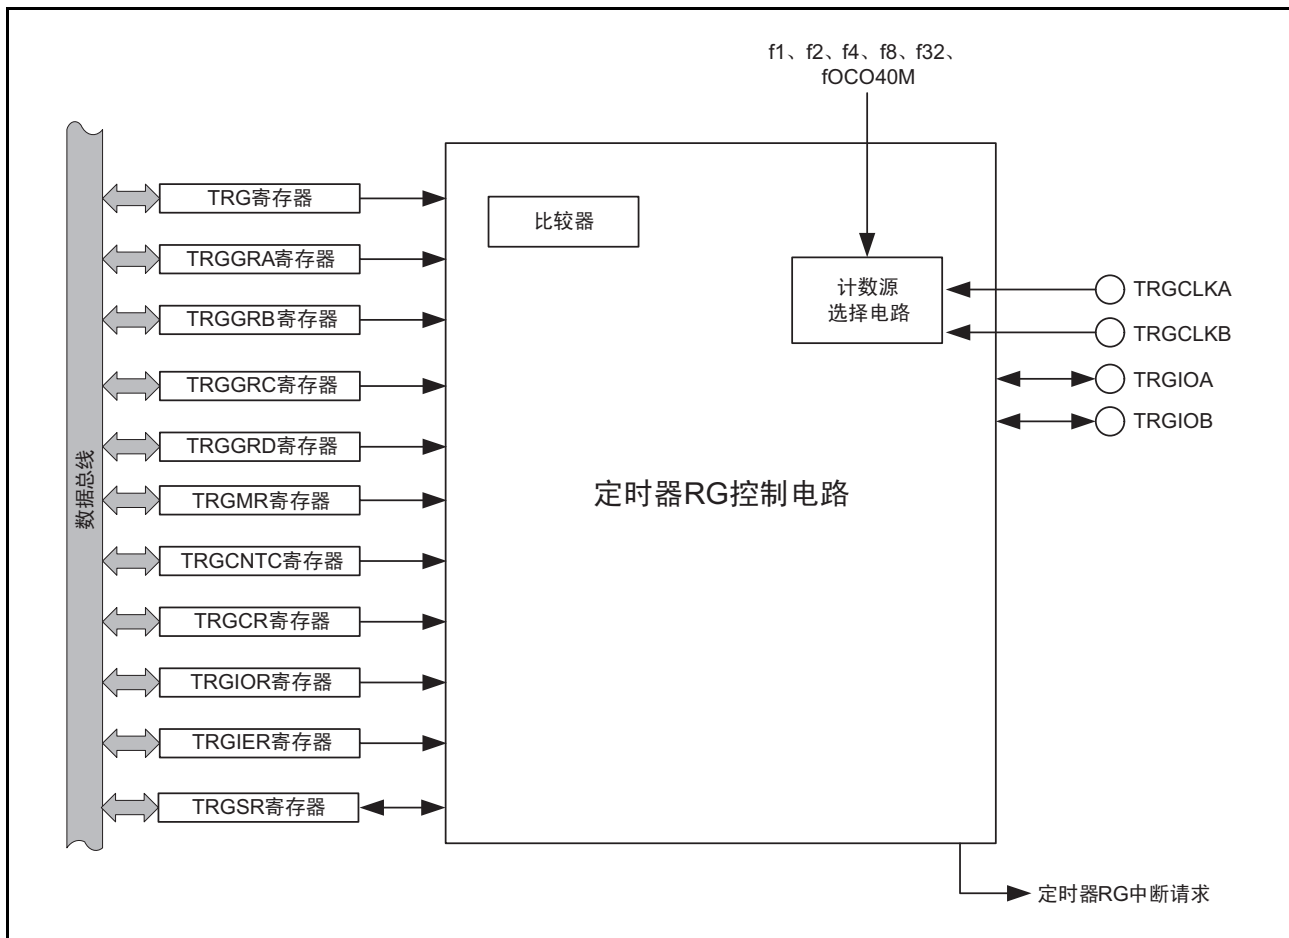 f1、f2、f4、f8、f32、
fOCO40M
TRG寄存器
TRGGRA寄存器
TRGGRB寄存器
TRGGRC寄存器
TRGGRD寄存器
TRGMR寄存器
TRGCNTC寄存器
TRGCR寄存器
TRGIOR寄存器
TRGIER寄存器
TRGSR寄存器
数据总线
比较器
计数源
选择电路
定时器RG控制电路
TRGCLKA
TRGCLKB
TRGIOA
TRGIOB
定时器RG中断请求